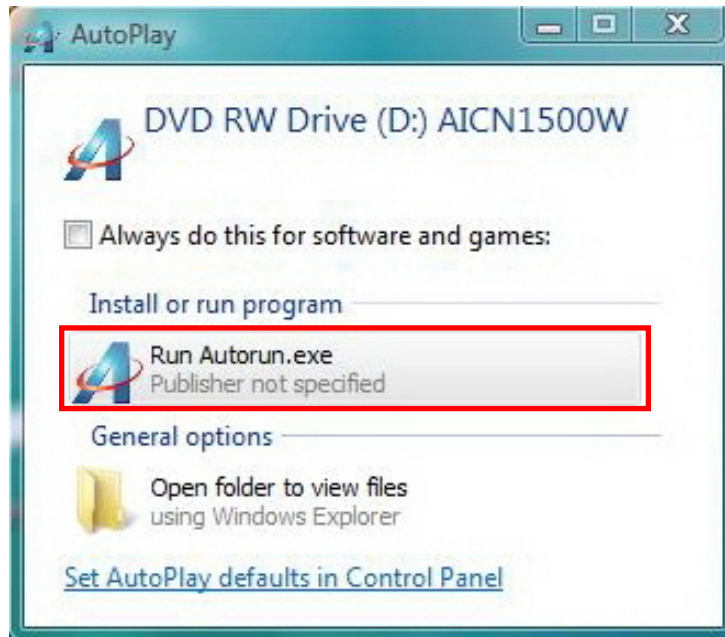 AutoPlay
DVD RW Drive (D:) AICN1500W
Always do this for software and games:
Install or run program
Run Autorun.exe
Publisher not specified
General options
Open folder to view files
using Windows Explorer
Set AutoPlay defaults in Control Panel